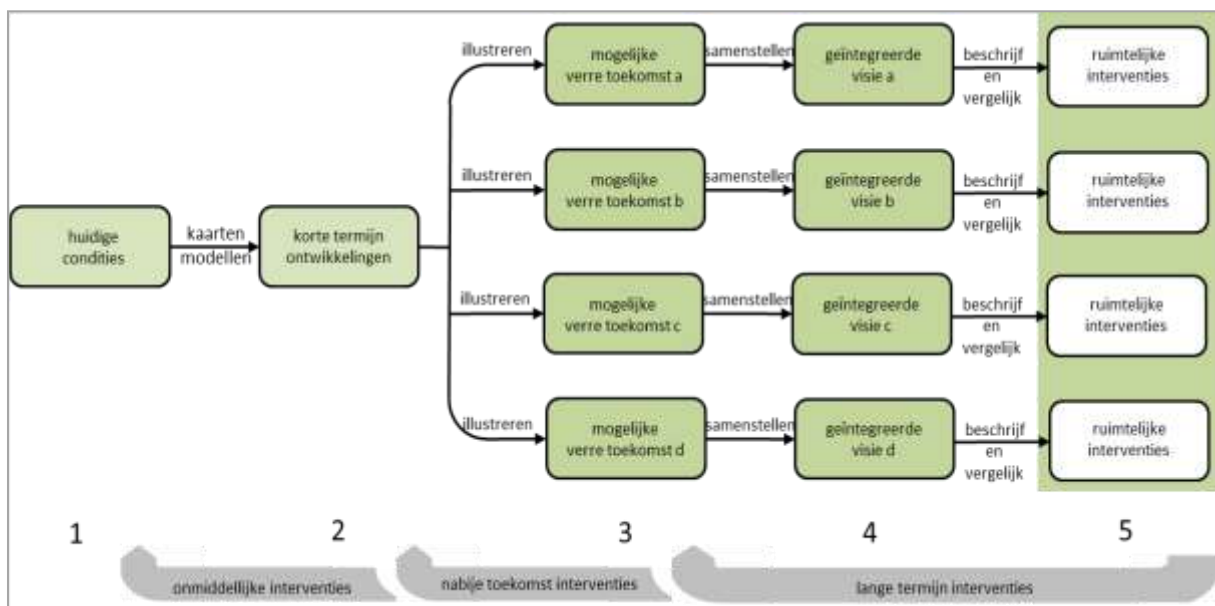 illustreren
mogelijke
verre toekomst a
samenstellen
geïntegreerde
visie a
beschrijf
en
vergelijk
ruimtelijke
interventies
illustreren
mogelijke
verre toekomst b
samenstellen
geïntegreerde
visie b
beschrijf
en
vergelijk
ruimtelijke
interventies
huidige
condities
kaarten
modellen
korte termijn
ontwikkelingen
illustreren
mogelijke
verre toekomst c
samenstellen
geïntegreerde
visie c
beschrijf
en
vergelijk
ruimtelijke
interventies
illustreren
mogelijke
verre toekomst d
samenstellen
geïntegreerde
visie d
beschrijf
en
vergelijk
ruimtelijke
interventies
1 2 3 4 5
onmiddellijke interventies
nabije toekomst interventies
lange termijn interventies